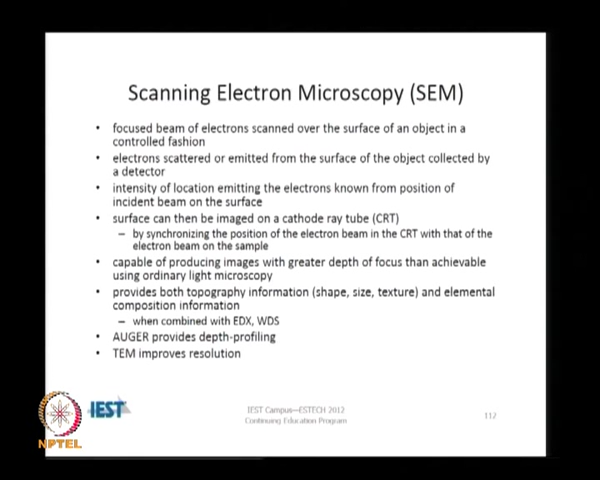 Scanning Electron Microscopy (SEM)
• focused beam of electrons scanned over the surface of an object in a
controlled fashion
• electrons scattered or emitted from the surface of the object collected by
a detector
• intensity of location emitting the electrons known from position of
incident beam on the surface
• surface can then be imaged on a cathode ray tube (CRT)
– by synchronizing the position of the electron beam in the CRT with that of the
electron beam on the sample
• capable of producing images with greater depth of focus than achievable
using ordinary light microscopy
• provides both topography information (shape, size, texture) and elemental
composition information
– when combined with EDX, WDS
• AUGER provides depth-profiling
• TEM improves resolution
IEST
NPTEL
IEST Campus—ESTECH 2012
Continuing Education Program
112